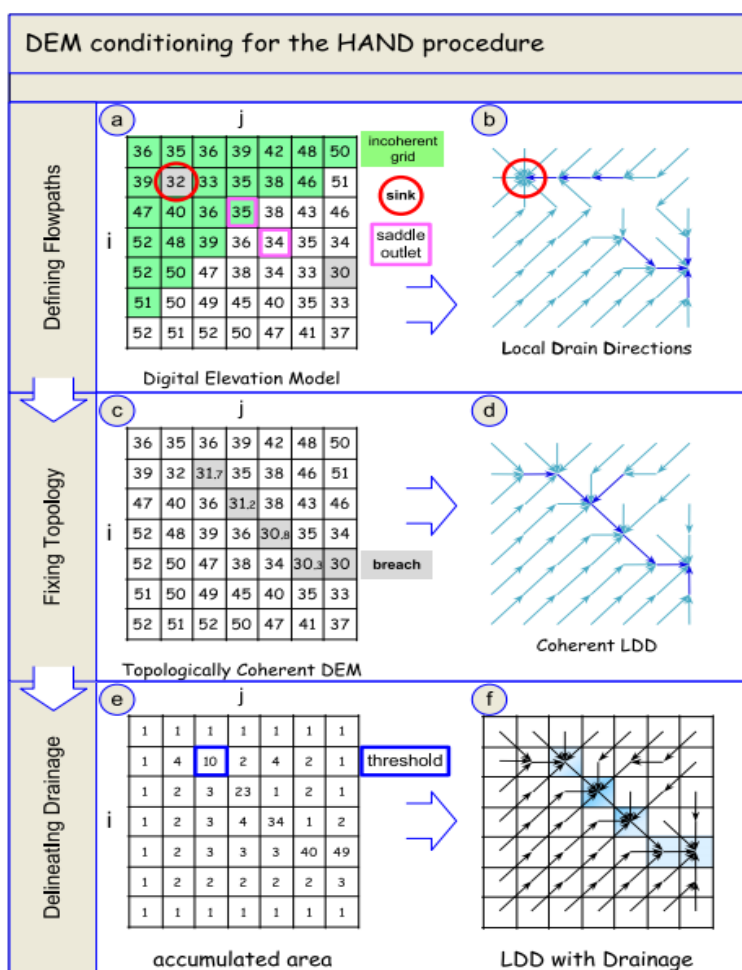 DEM conditioning for the HAND procedure
Defining Flowpaths
a
j
i
36 35 36 39 42 48 50
39 32 33 35 38 46 51
47 40 36 35 38 43 46
52 48 39 36 34 35 34
52 50 47 38 34 33 30
51 50 49 45 40 35 33
52 51 52 50 47 41 37
Digital Elevation Model
incoherent
grid
sink
saddle
outlet
b
Local Drain Directions
Fixing Topology
c
j
i
36 35 36 39 42 48 50
39 32 31.7 35 38 46 51
47 40 36 31.2 38 43 46
52 48 39 36 30.8 35 34
52 50 47 38 34 30.3 30
51 50 49 45 40 35 33
52 51 52 50 47 41 37
Topologically Coherent DEM
breach
d
Coherent LDD
Delineating Drainage
e
j
i
1 1 1 1 1 1 1
1 4 10 2 4 2 1
1 2 3 23 1 2 1
1 2 3 4 34 1 2
1 2 3 3 3 40 49
1 2 2 2 2 2 3
1 1 1 1 1 1 1
accumulated area
threshold
f
LDD with Drainage